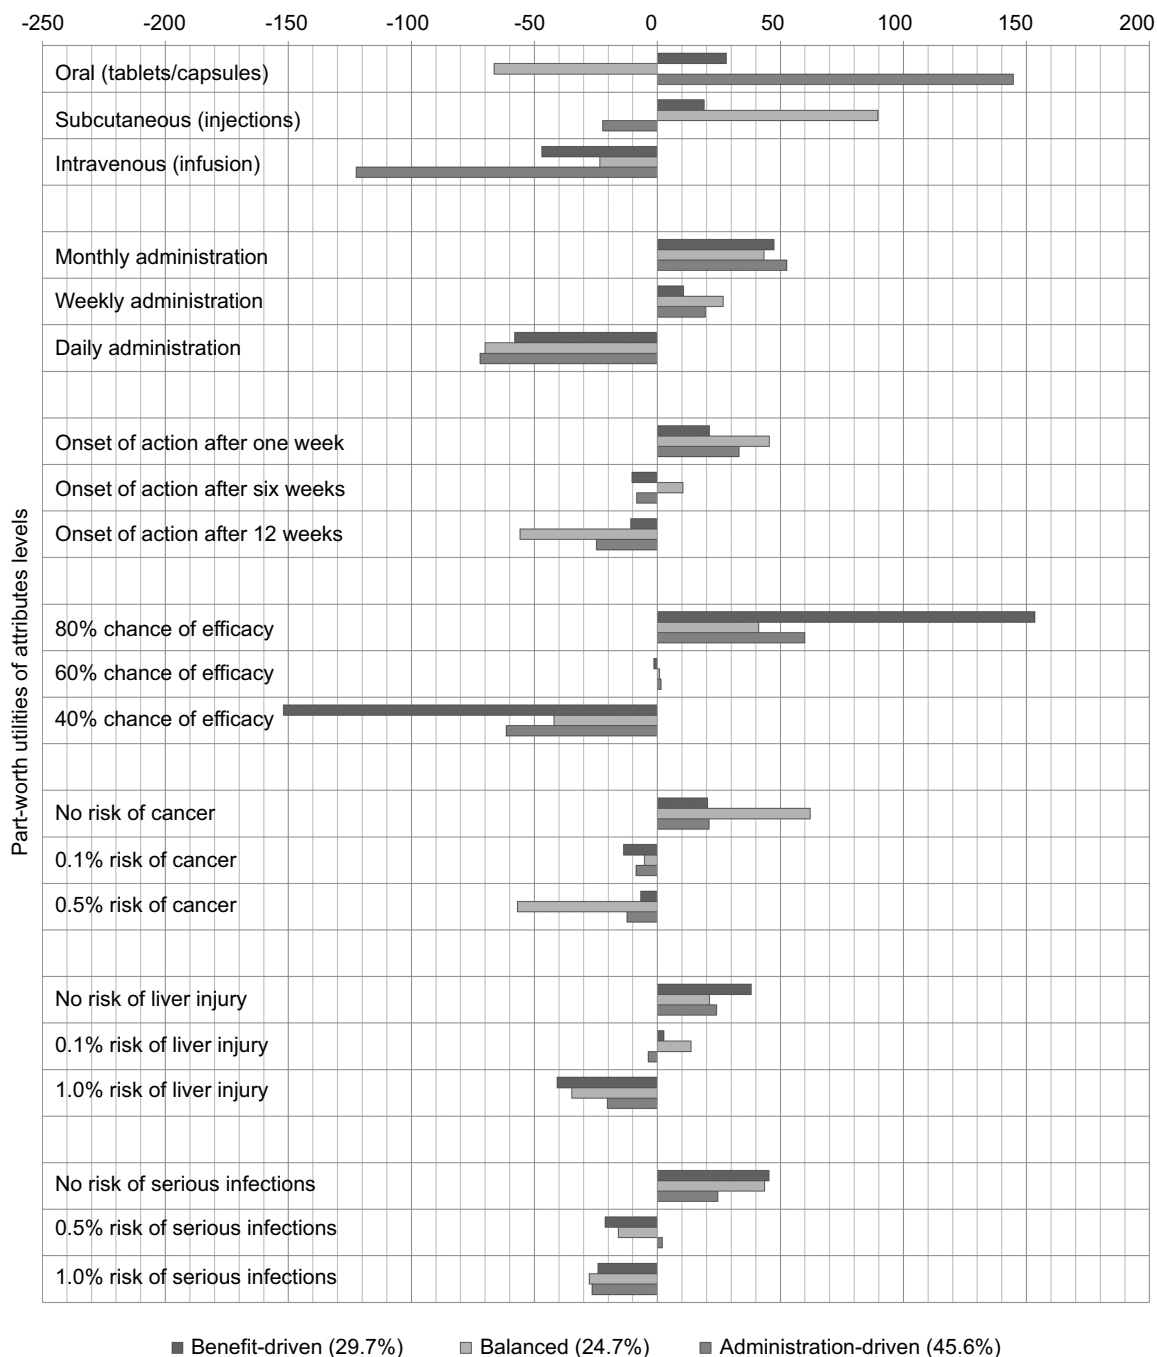 -250 -200 -150 -100 -50 0 50 100 150 200
Part-worth utilities of attributes levels
Oral (tablets/capsules)
Subcutaneous (injections)
Intravenous (infusion)
Monthly administration
Weekly administration
Daily administration
Onset of action after one week
Onset of action after six weeks
Onset of action after 12 weeks
80% chance of efficacy
60% chance of efficacy
40% chance of efficacy
No risk of cancer
0.1% risk of cancer
0.5% risk of cancer
No risk of liver injury
0.1% risk of liver injury
1.0% risk of liver injury
No risk of serious infections
0.5% risk of serious infections
1.0% risk of serious infections
Benefit-driven (29.7%) Balanced (24.7%) Administration-driven (45.6%)